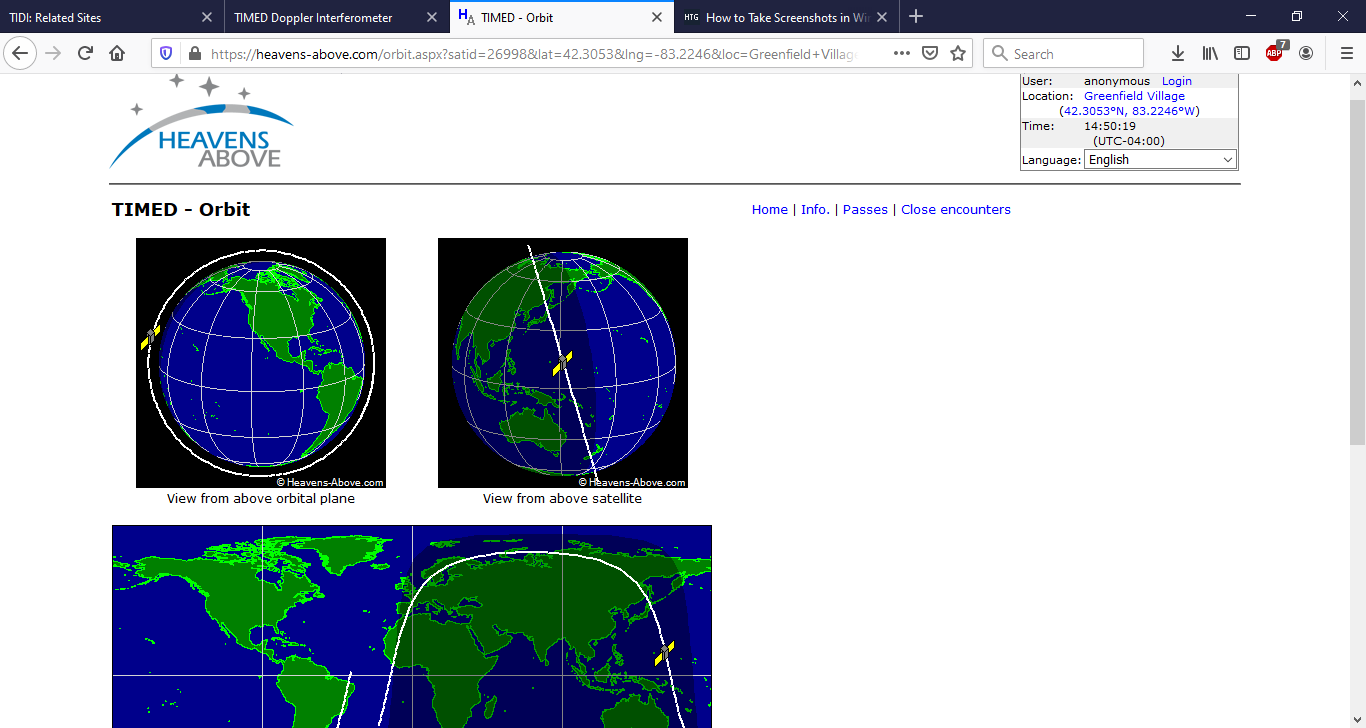 TIDI: Related Sites
TIMED Doppler Interferometer
TIMED - Orbit
HTG How to Take Screenshots in Wi
https://heavens-above.com/orbit.aspx?satid=26998&lat=42.3053&lng=-83.2246&loc=Greenfield+Villag
Search
ABP 7
User: anonymous Login
Location: Greenfield Village
(42.3053°N, 83.2246°W)
Time: 14:50:19
(UTC-04:00)
Language: English
HEAVENS
ABOVE
TIMED - Orbit
Home | Info. | Passes | Close encounters
© Heavens-Above.com
© Heavens-Above.com
View from above orbital plane
View from above satellite